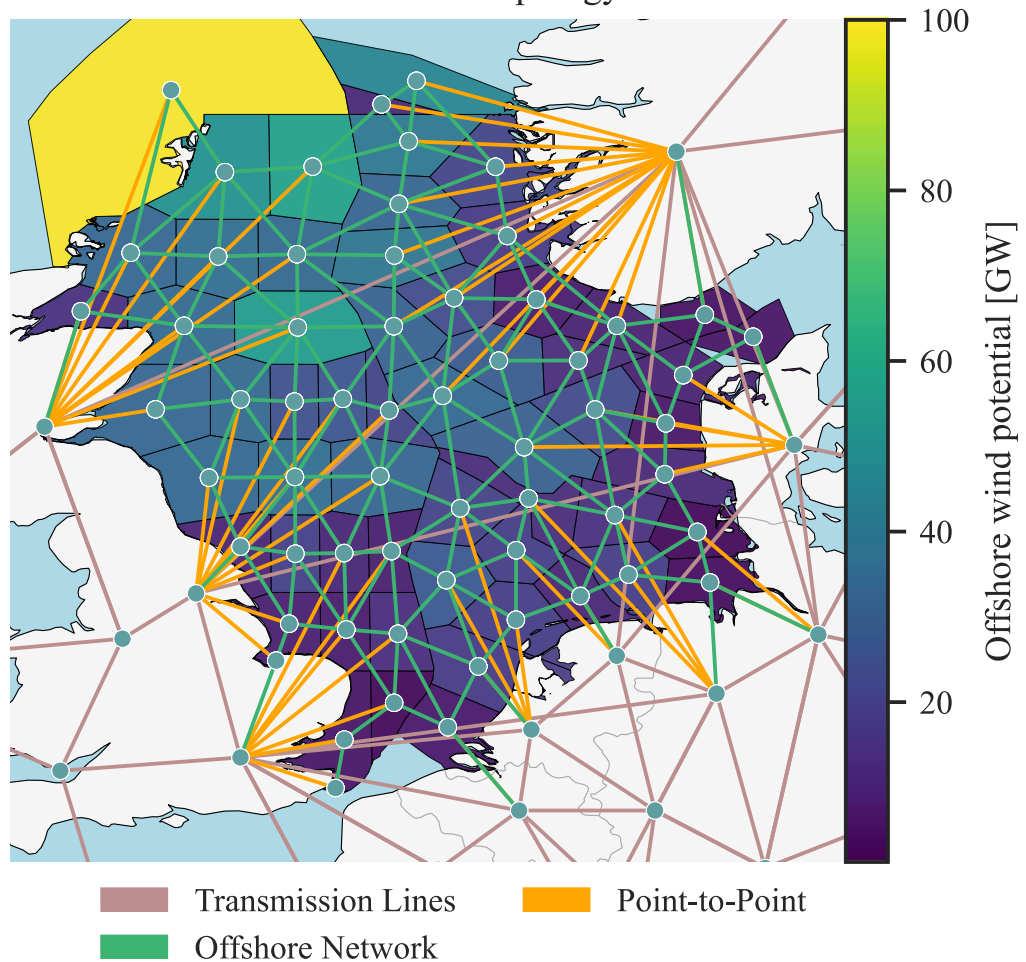 100
80
60
40
20
Offshore wind potential [GW]
Transmission Lines
Point-to-Point
Offshore Network